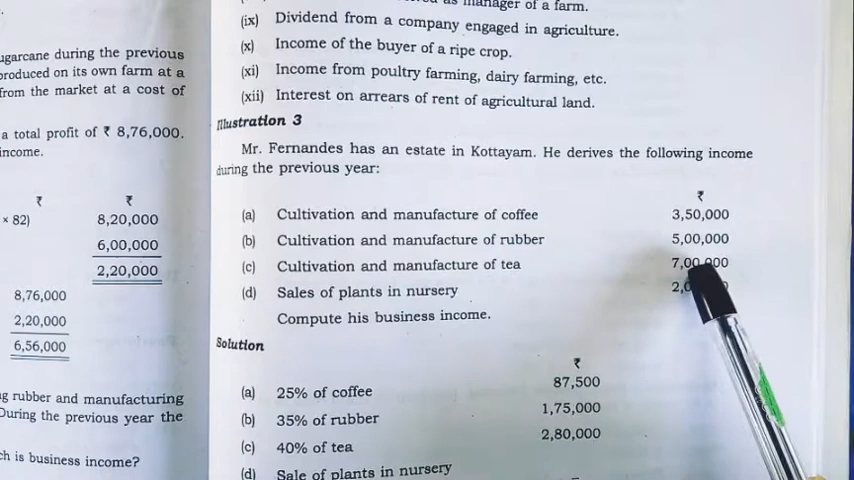 .
ugarcane during the previous
produced on its own farm at a
from the market at a cost of
a total profit of ₹ 8,76,000.
income.
₹ ₹
× 82) 8,20,000
6,00,000
2,20,000
8,76,000
2,20,000
6,56,000
g rubber and manufacturing
During the previous year the
ch is business income?
as manager of a farm.
(ix) Dividend from a company engaged in agriculture.
(x) Income of the buyer of a ripe crop.
(xi) Income from poultry farming, dairy farming, etc.
(xii) Interest on arrears of rent of agricultural land.
Illustration 3
Mr. Fernandes has an estate in Kottayam. He derives the following income
during the previous year:
₹
(a) Cultivation and manufacture of coffee 3,50,000
(b) Cultivation and manufacture of rubber 5,00,000
(c) Cultivation and manufacture of tea 7,00,000
(d) Sales of plants in nursery
Compute his business income.
Solution
₹
(a) 25% of coffee 87,500
(b) 35% of rubber 1,75,000
(c) 40% of tea 2,80,000
(d) Sale of plants in nursery